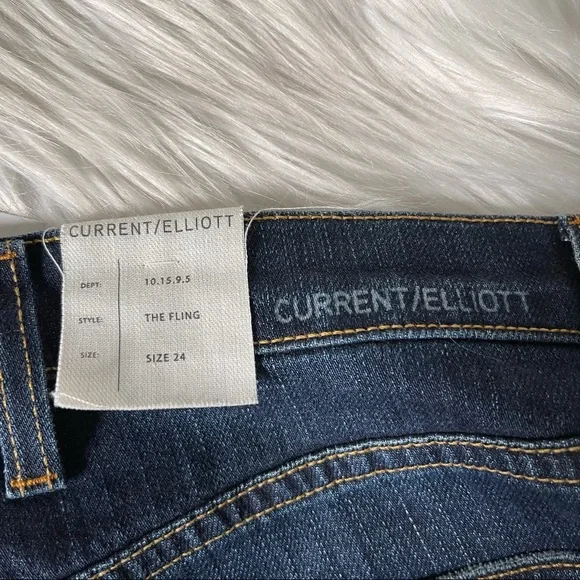 CURRENT/ELLIOTT
DEPT: 10.15.9.5
STYLE: THE FLING
SIZE: SIZE 24
CURRENT/ELLIOTT